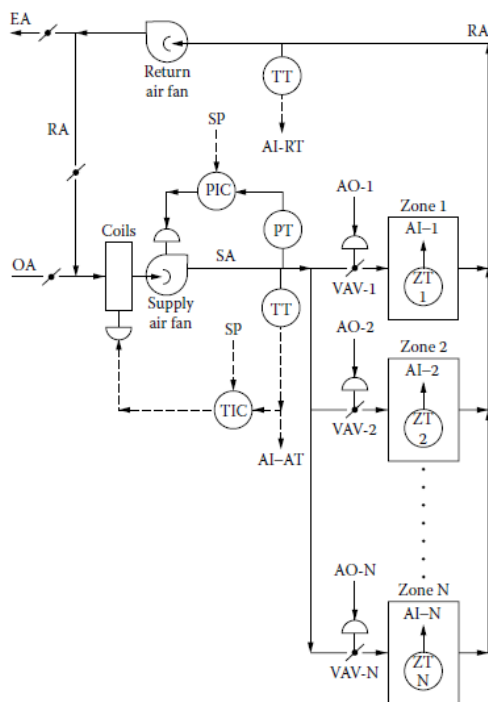 EA
RA
Return
air fan
TT
RA
SP
AI-RT
PIC
AO-1
Zone 1
Coils
PT
AI–1
OA
SA
ZT
1
Supply
air fan
TT
VAV-1
SP
AO-2
Zone 2
AI–2
TIC
ZT
2
VAV-2
AI–AT
AO-N
Zone N
AI–N
ZT
N
VAV-N